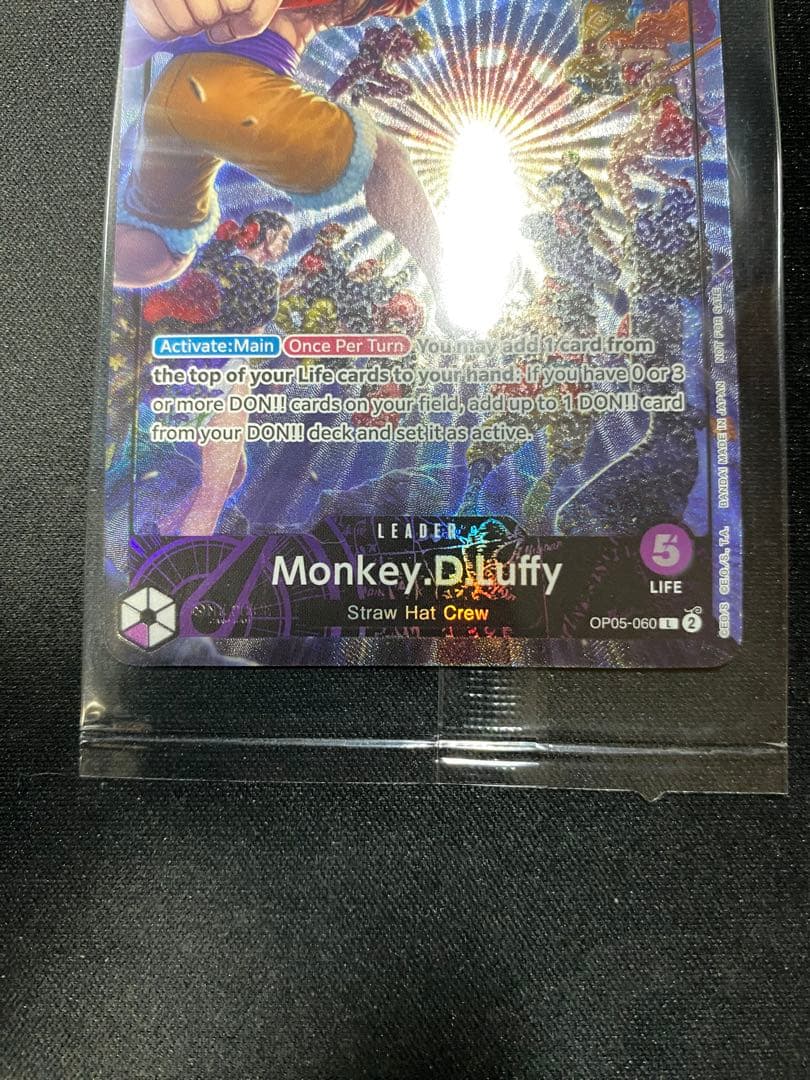 Activate:Main Once Per Turn You may add 1 card from
the top of your Life cards to your hand: If you have 0 or 3
or more DON!! cards on your field, add up to 1 DON!! card
from your DON!! deck and set it as active.
LEADER
Monkey.D.Luffy
Straw Hat Crew
5
LIFE
OP05-060 L 2
©ED/S ©E.O./S., T.A. BANDAI MADE IN JAPAN NOT FOR SALE